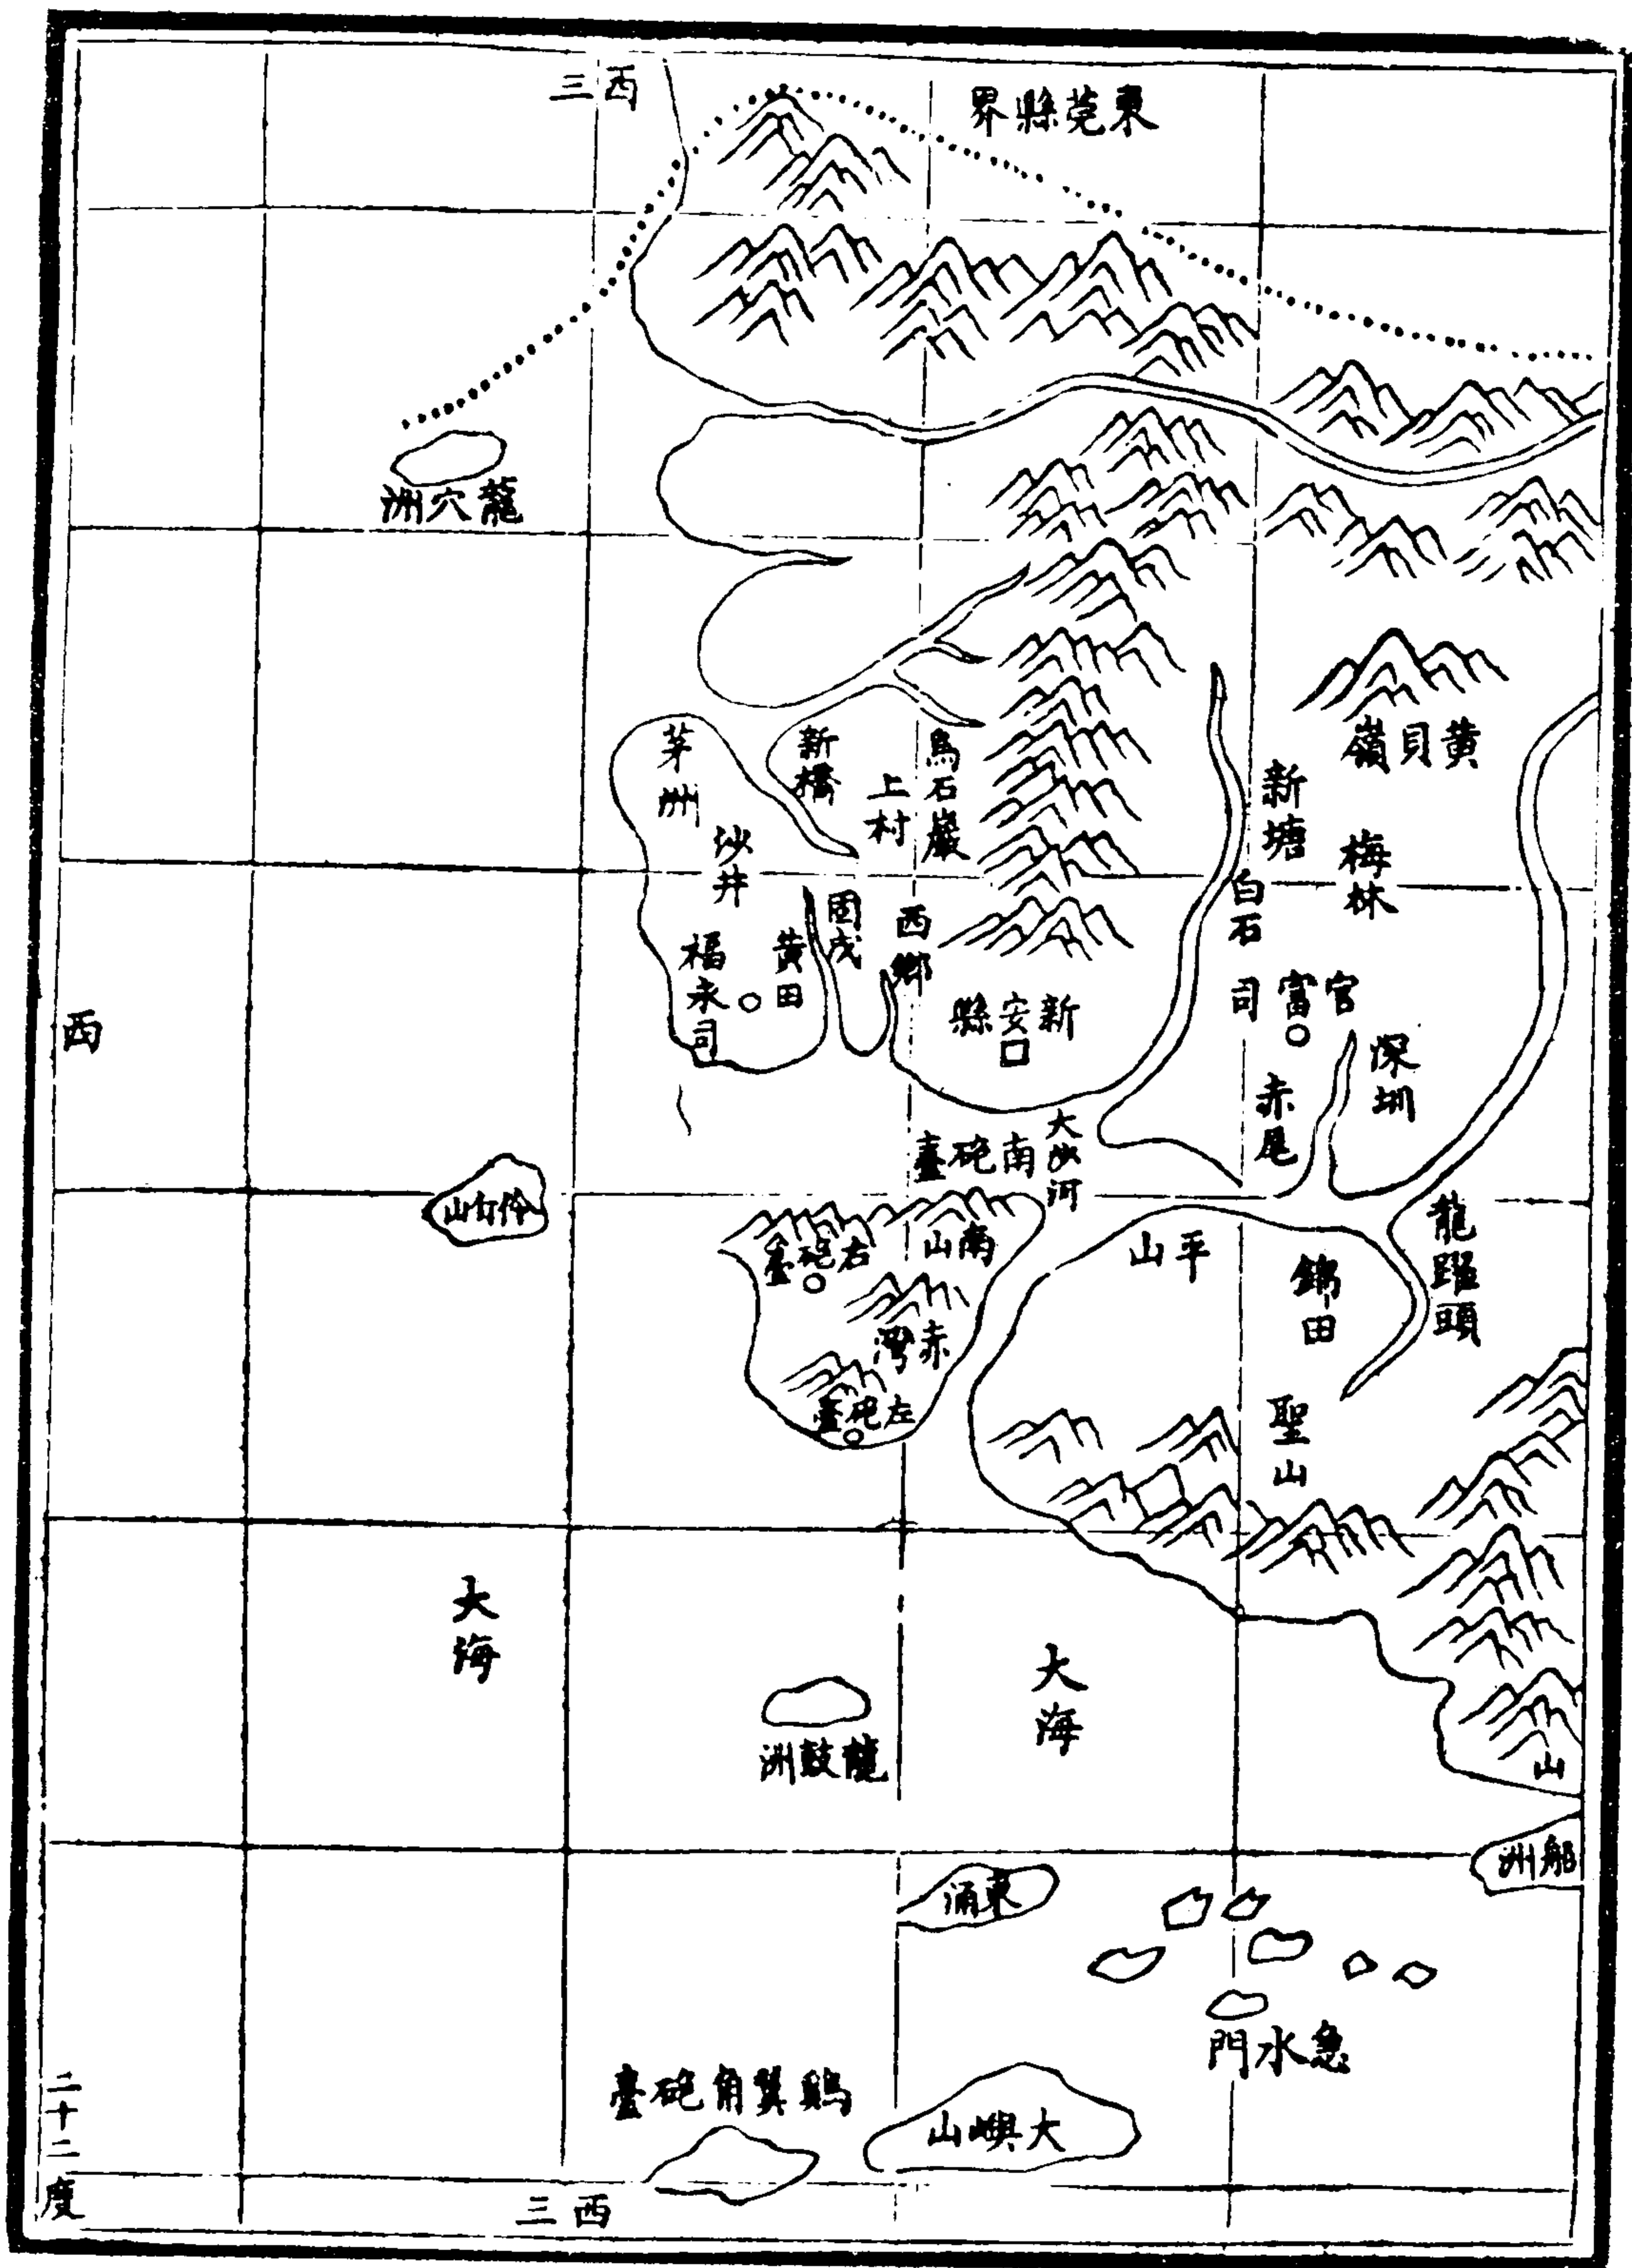 西三
東莞縣界
龍穴洲
黃貝嶺
烏石巖
新橋
上村
茅洲
沙井
新塘
梅林
白石
固戍
西鄉
黃田
福永司
新安縣
官富司
深圳
赤尾
西
大沙河
南砲臺
伶仃山
龍躍頭
南山
右砲臺
平山
錦田
赤灣
左砲臺
聖山
大海
大海
龍鼓洲
山
船洲
東涌
急水門
雞翼角砲臺
大嶼山
二十二度
西三